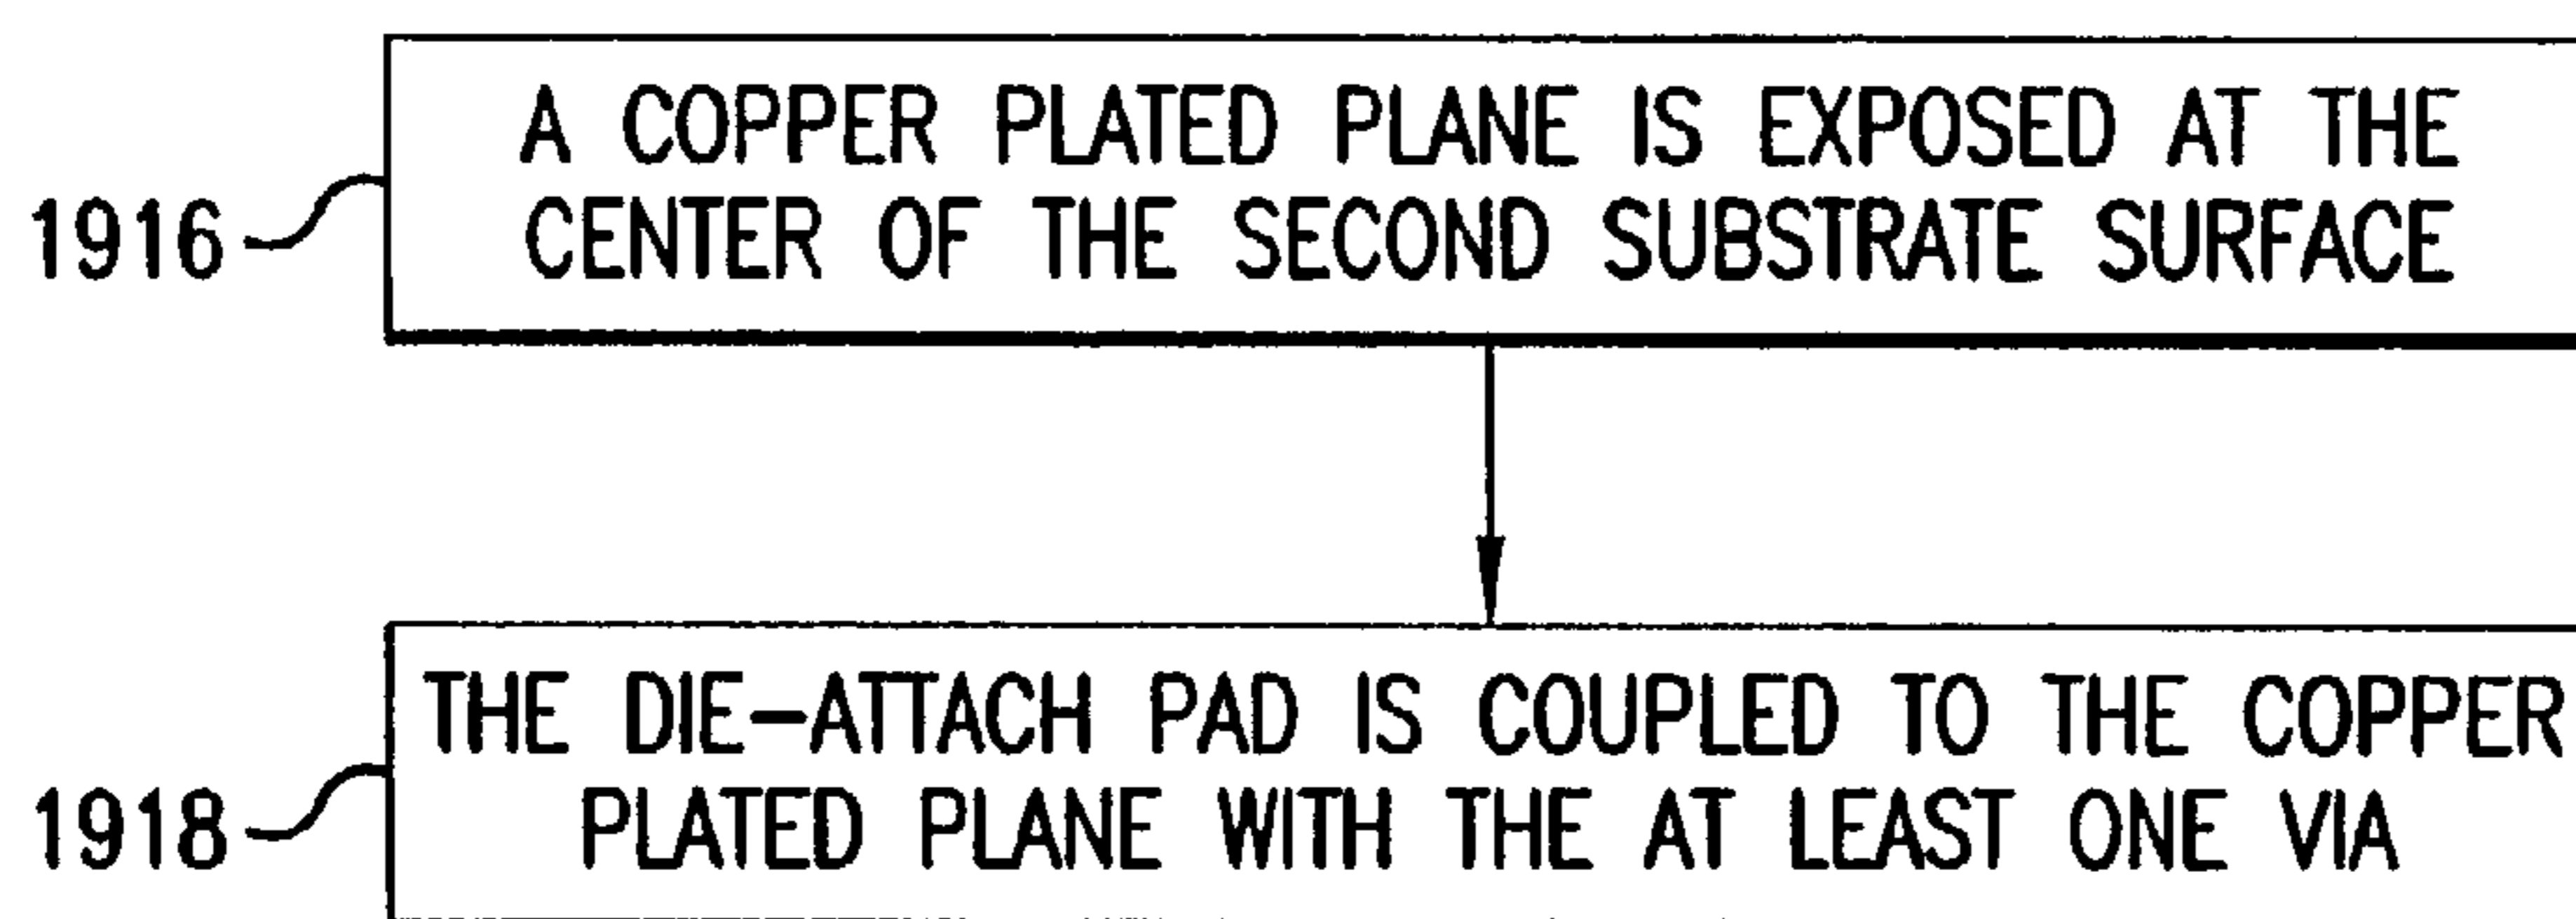 A COPPER PLATED PLANE IS EXPOSED AT THE
CENTER OF THE SECOND SUBSTRATE SURFACE
1916
THE DIE-ATTACH PAD IS COUPLED TO THE COPPER
PLATED PLANE WITH THE AT LEAST ONE VIA
1918